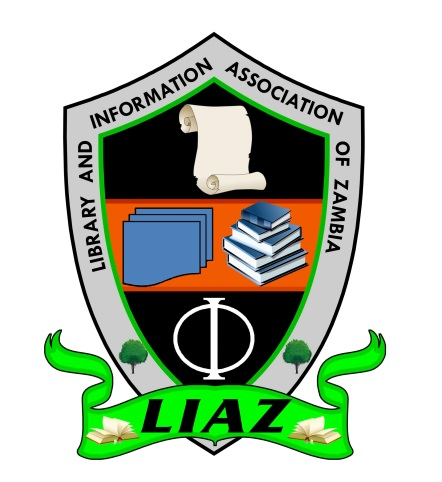 LIBRARY AND INFORMATION ASSOCIATION OF ZAMBIA
Φ
LIAZ